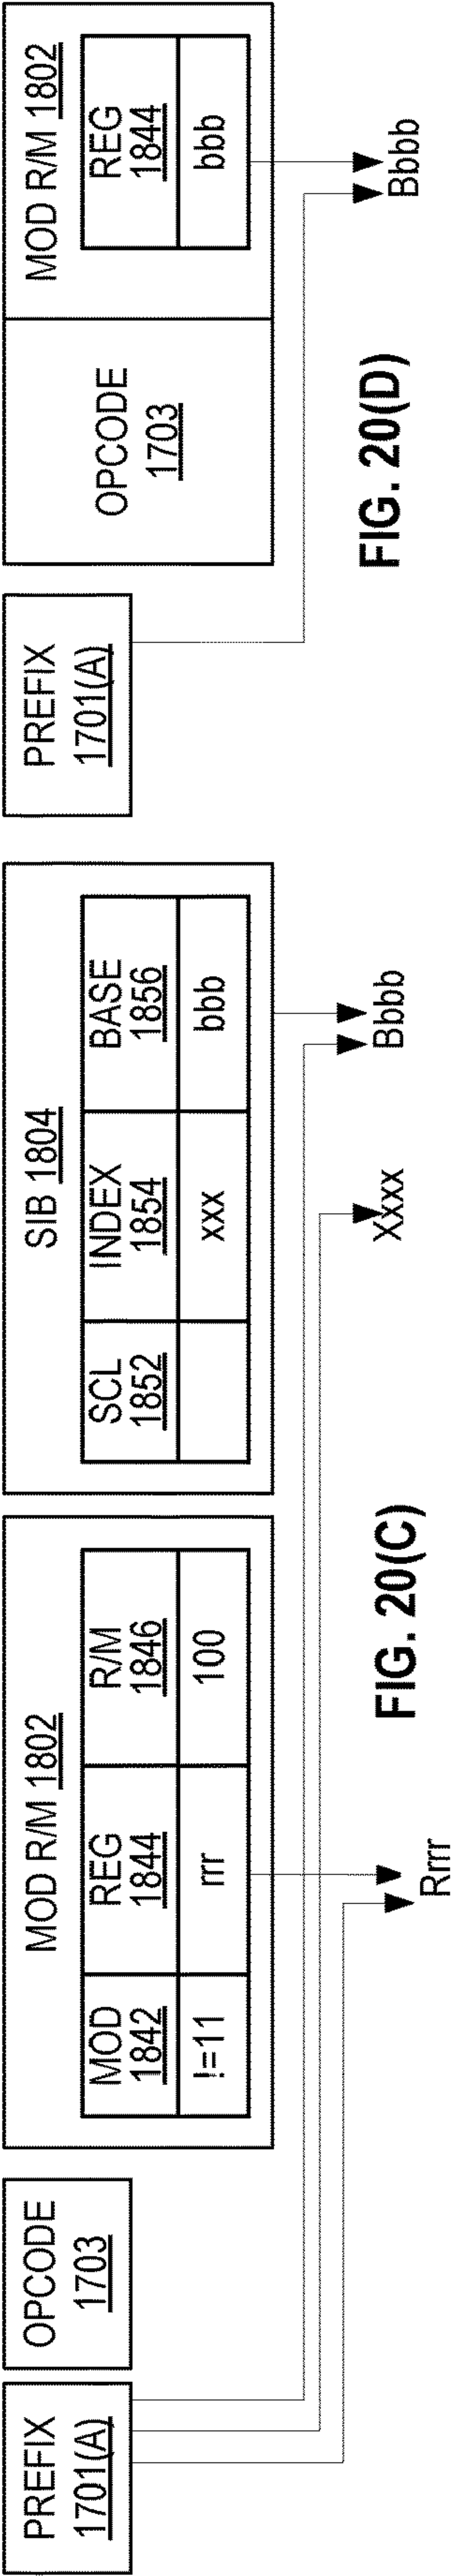 PREFIX
1701(A)
OPCODE
1703
MOD R/M 1802
MOD
1842
REG
1844
R/M
1846
!=11
rrr
100
SIB 1804
SCL
1852
INDEX
1854
BASE
1856
xxx
bbb
Rrrr
Xxxx
Bbbb
FIG. 20(C)
PREFIX
1701(A)
OPCODE
1703
MOD R/M 1802
REG
1844
bbb
Bbbb
FIG. 20(D)